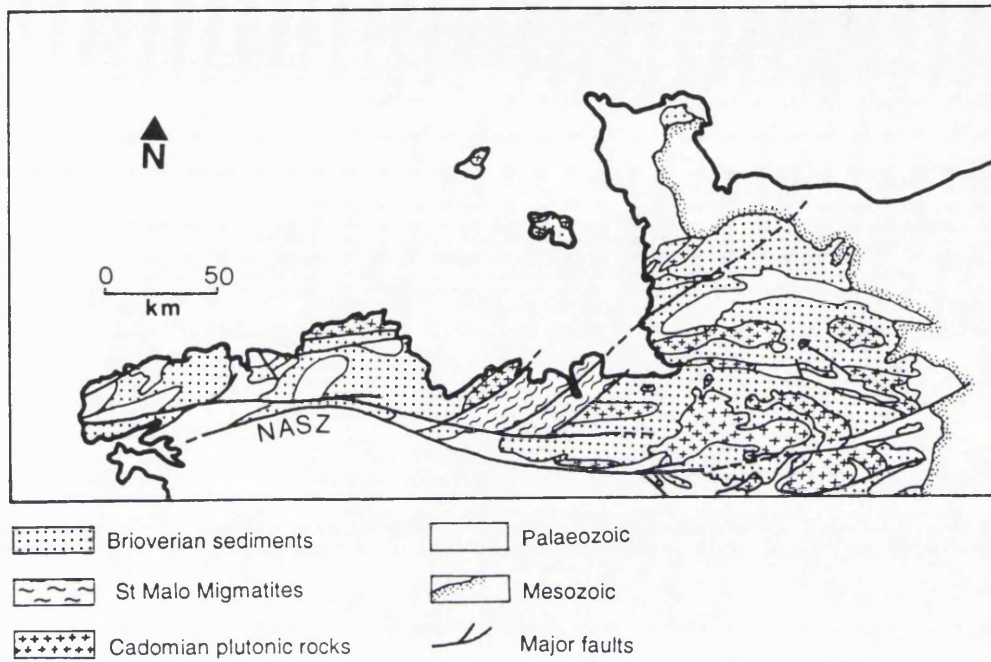 N
0 50
km
NASZ
Brioverian sediments
Palaeozoic
St Malo Migmatites
Mesozoic
Cadomian plutonic rocks
Major faults